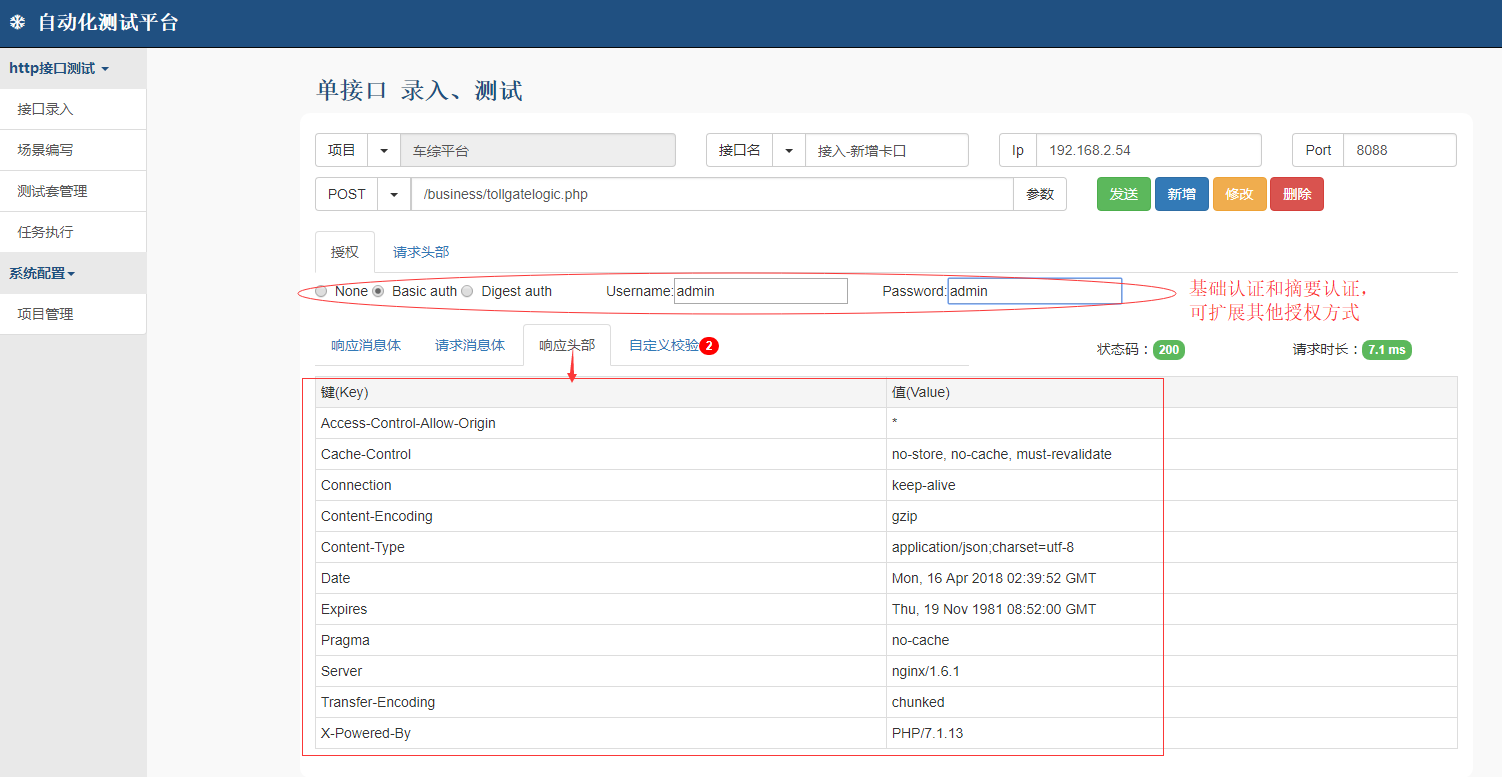 自动化测试平台
http接口测试
接口录入
场景编写
测试套管理
任务执行
系统配置
项目管理
单接口 录入、测试
项目 车综平台 接口名 接入-新增卡口 Ip 192.168.2.54 Port 8088
POST /business/tollgatelogic.php 参数 发送 新增 修改 删除
授权 请求头部
None Basic auth Digest auth Username: admin Password: admin
基础认证和摘要认证，
可扩展其他授权方式
响应消息体 请求消息体 响应头部 自定义校验 2 状态码： 200 请求时长： 7.1 ms
键(Key) 值(Value)
Access-Control-Allow-Origin *
Cache-Control no-store, no-cache, must-revalidate
Connection keep-alive
Content-Encoding gzip
Content-Type application/json;charset=utf-8
Date Mon, 16 Apr 2018 02:39:52 GMT
Expires Thu, 19 Nov 1981 08:52:00 GMT
Pragma no-cache
Server nginx/1.6.1
Transfer-Encoding chunked
X-Powered-By PHP/7.1.13